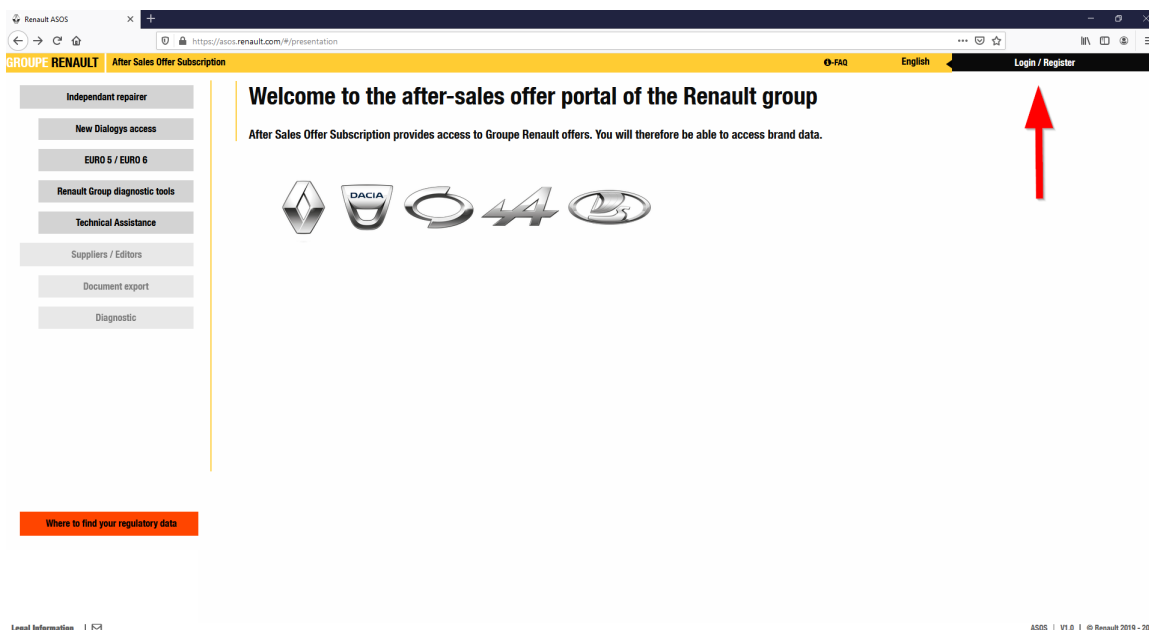 Renault ASOS
https://asos.renault.com/#/presentation
GROUPE RENAULT After Sales Offer Subscription FAQ English Login / Register
Independant repairer
New Dialogys access
EURO 5 / EURO 6
Renault Group diagnostic tools
Technical Assistance
Suppliers / Editors
Document export
Diagnostic
Where to find your regulatory data
Welcome to the after-sales offer portal of the Renault group
After Sales Offer Subscription provides access to Groupe Renault offers. You will therefore be able to access brand data.
DACIA
Legal Information | ASOS | V1.0 | © Renault 2019 - 20